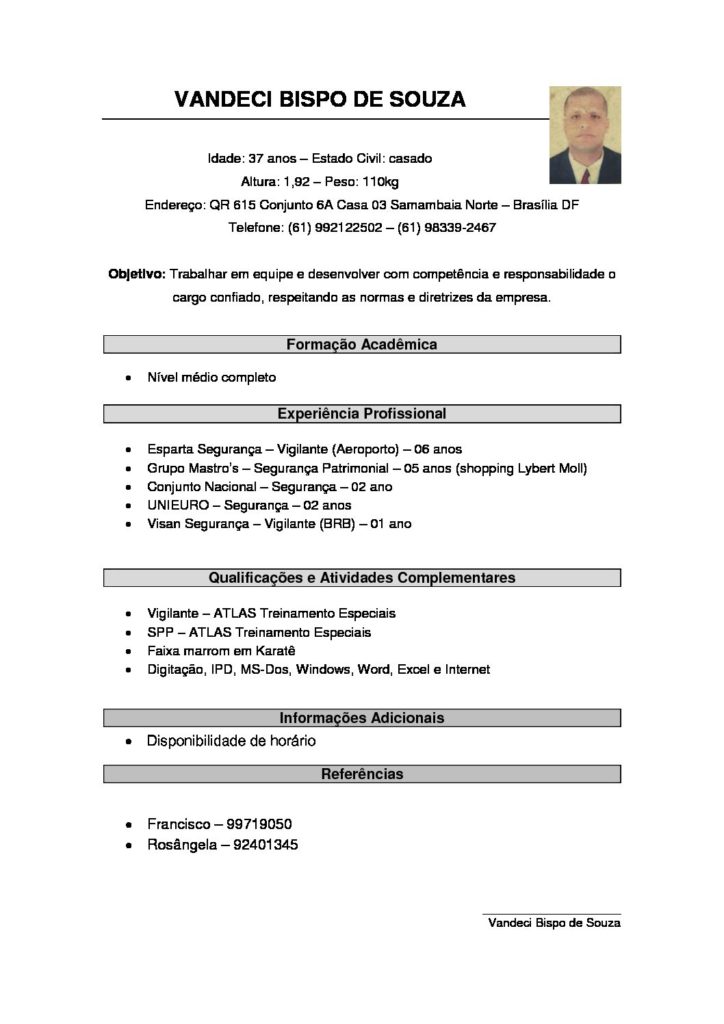 VANDECI BISPO DE SOUZA
Idade: 37 anos – Estado Civil: casado
Altura: 1,92 – Peso: 110kg
Endereço: QR 615 Conjunto 6A Casa 03 Samambaia Norte – Brasília DF
Telefone: (61) 992122502 – (61) 98339-2467
Objetivo: Trabalhar em equipe e desenvolver com competência e responsabilidade o
cargo confiado, respeitando as normas e diretrizes da empresa.
Formação Acadêmica
• Nível médio completo
Experiência Profissional
• Esparta Segurança – Vigilante (Aeroporto) – 06 anos
• Grupo Mastro's – Segurança Patrimonial – 05 anos (shopping Lybert Moll)
• Conjunto Nacional – Segurança – 02 ano
• UNIEURO – Segurança – 02 anos
• Visan Segurança – Vigilante (BRB) – 01 ano
Qualificações e Atividades Complementares
• Vigilante – ATLAS Treinamento Especiais
• SPP – ATLAS Treinamento Especiais
• Faixa marrom em Karatê
• Digitação, IPD, MS-Dos, Windows, Word, Excel e Internet
Informações Adicionais
• Disponibilidade de horário
Referências
• Francisco – 99719050
• Rosângela – 92401345
Vandeci Bispo de Souza